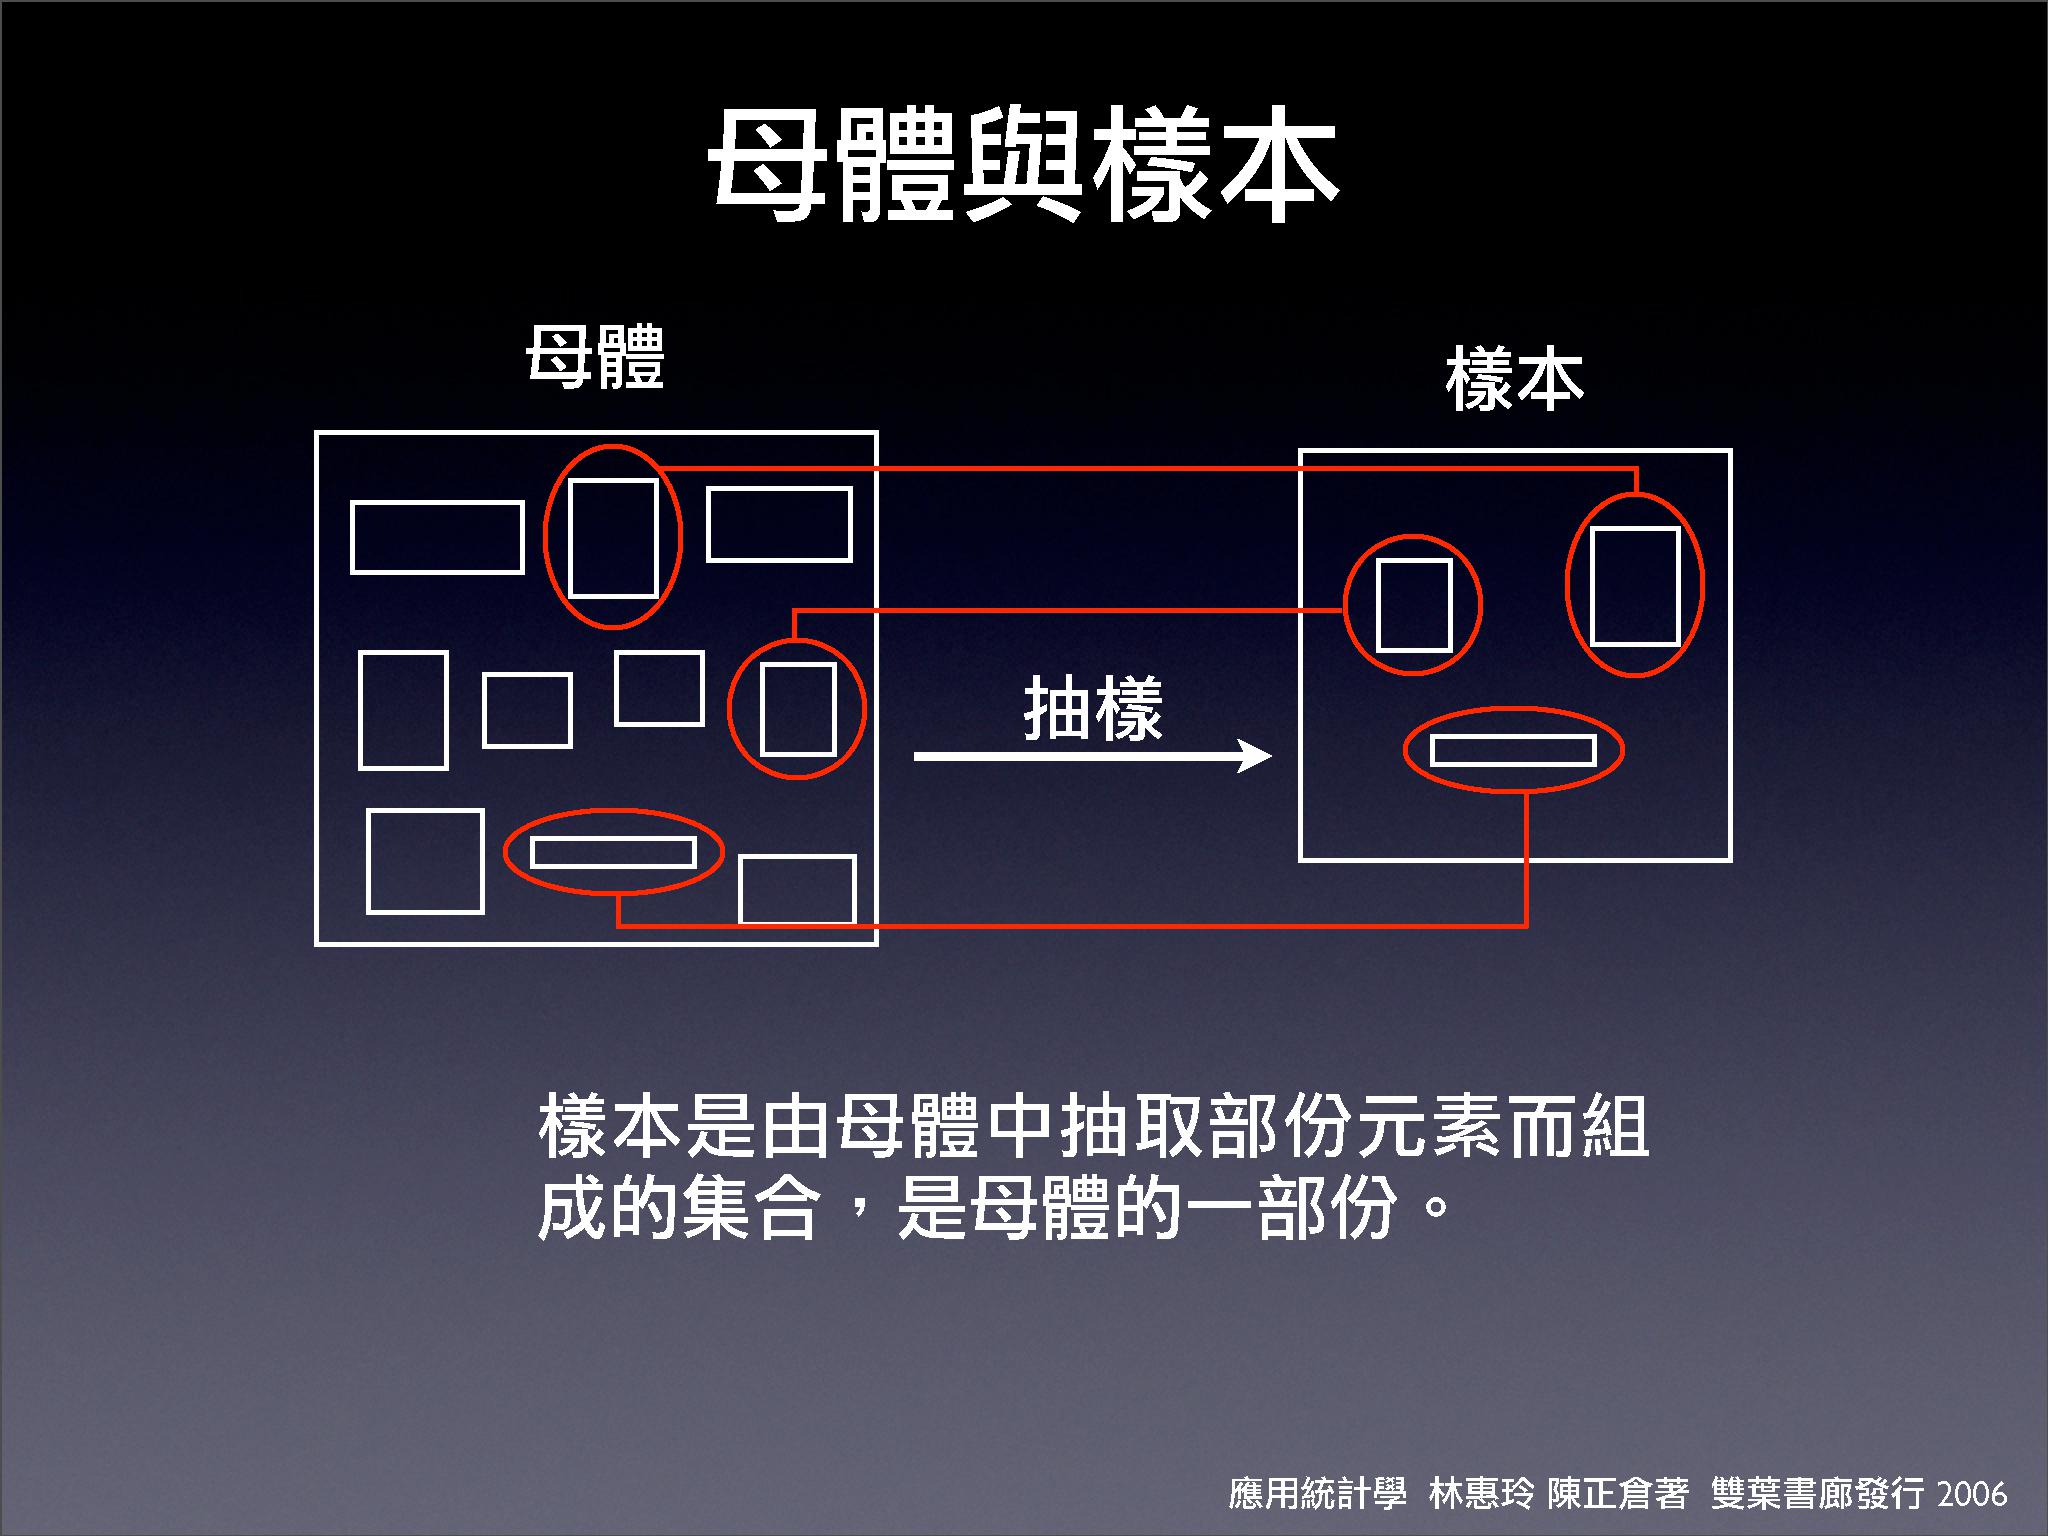 母體與樣本
母體
樣本
抽樣
樣本是由母體中抽取部份元素而組
成的集合，是母體的一部份。
應用統計學 林惠玲 陳正倉著 雙葉書廊發行 2006